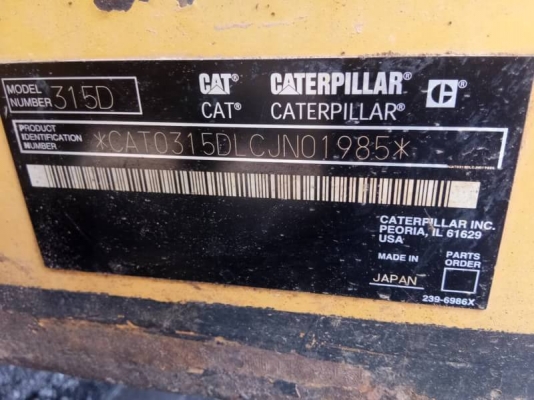 MODEL NUMBER 315D
CAT® CATERPILLAR® C®
CAT® CATERPILLAR®
PRODUCT IDENTIFICATION NUMBER *CAT0315DLCJN01985*
CATERPILLAR INC.
PEORIA, IL 61629
USA
MADE IN JAPAN
PARTS ORDER
239-6986X